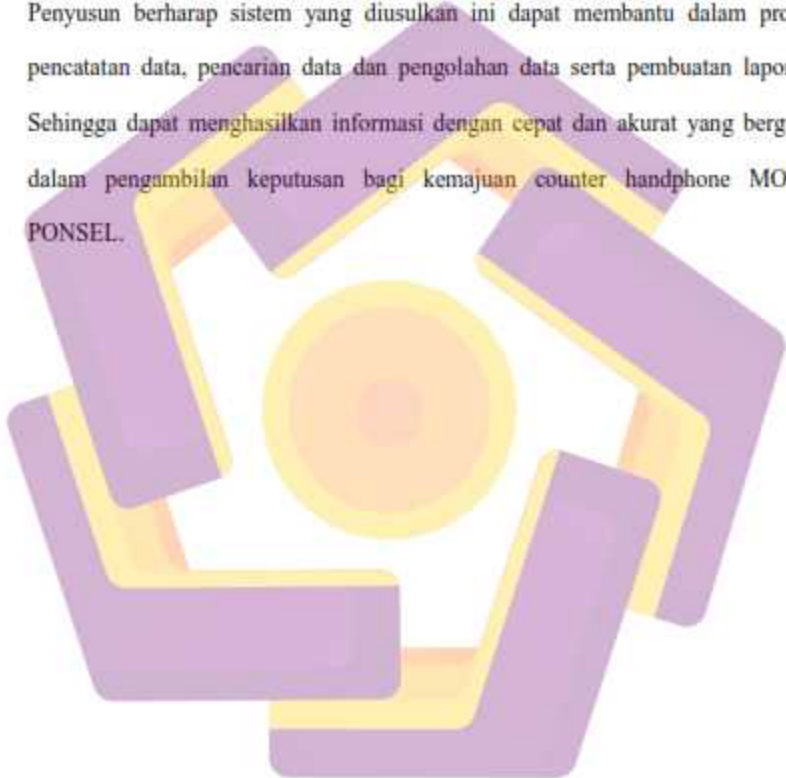 Penyusun berharap sistem yang diusulkan ini dapat membantu dalam pro
pencatatan data, pencarian data dan pengolahan data serta pembuatan lapor
Sehingga dapat menghasilkan informasi dengan cepat dan akurat yang berg
dalam pengambilan keputusan bagi kemajuan counter handphone MO
PONSEL.